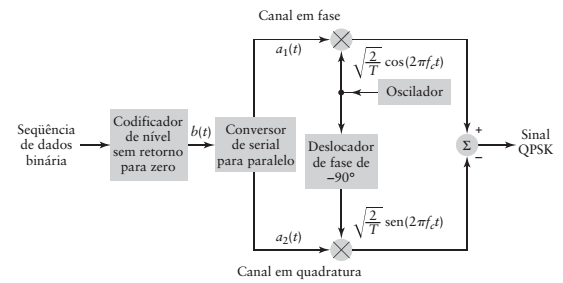 Canal em fase
a₁(t)
√(2/T) cos(2πf_ct)
Oscilador
Seqüência
de dados
binária
Codificador
de nível
sem retorno
para zero
b(t)
Conversor
de serial
para paralelo
Deslocador
de fase de
–90°
+
Σ
–
Sinal
QPSK
√(2/T) sen(2πf_ct)
a₂(t)
Canal em quadratura